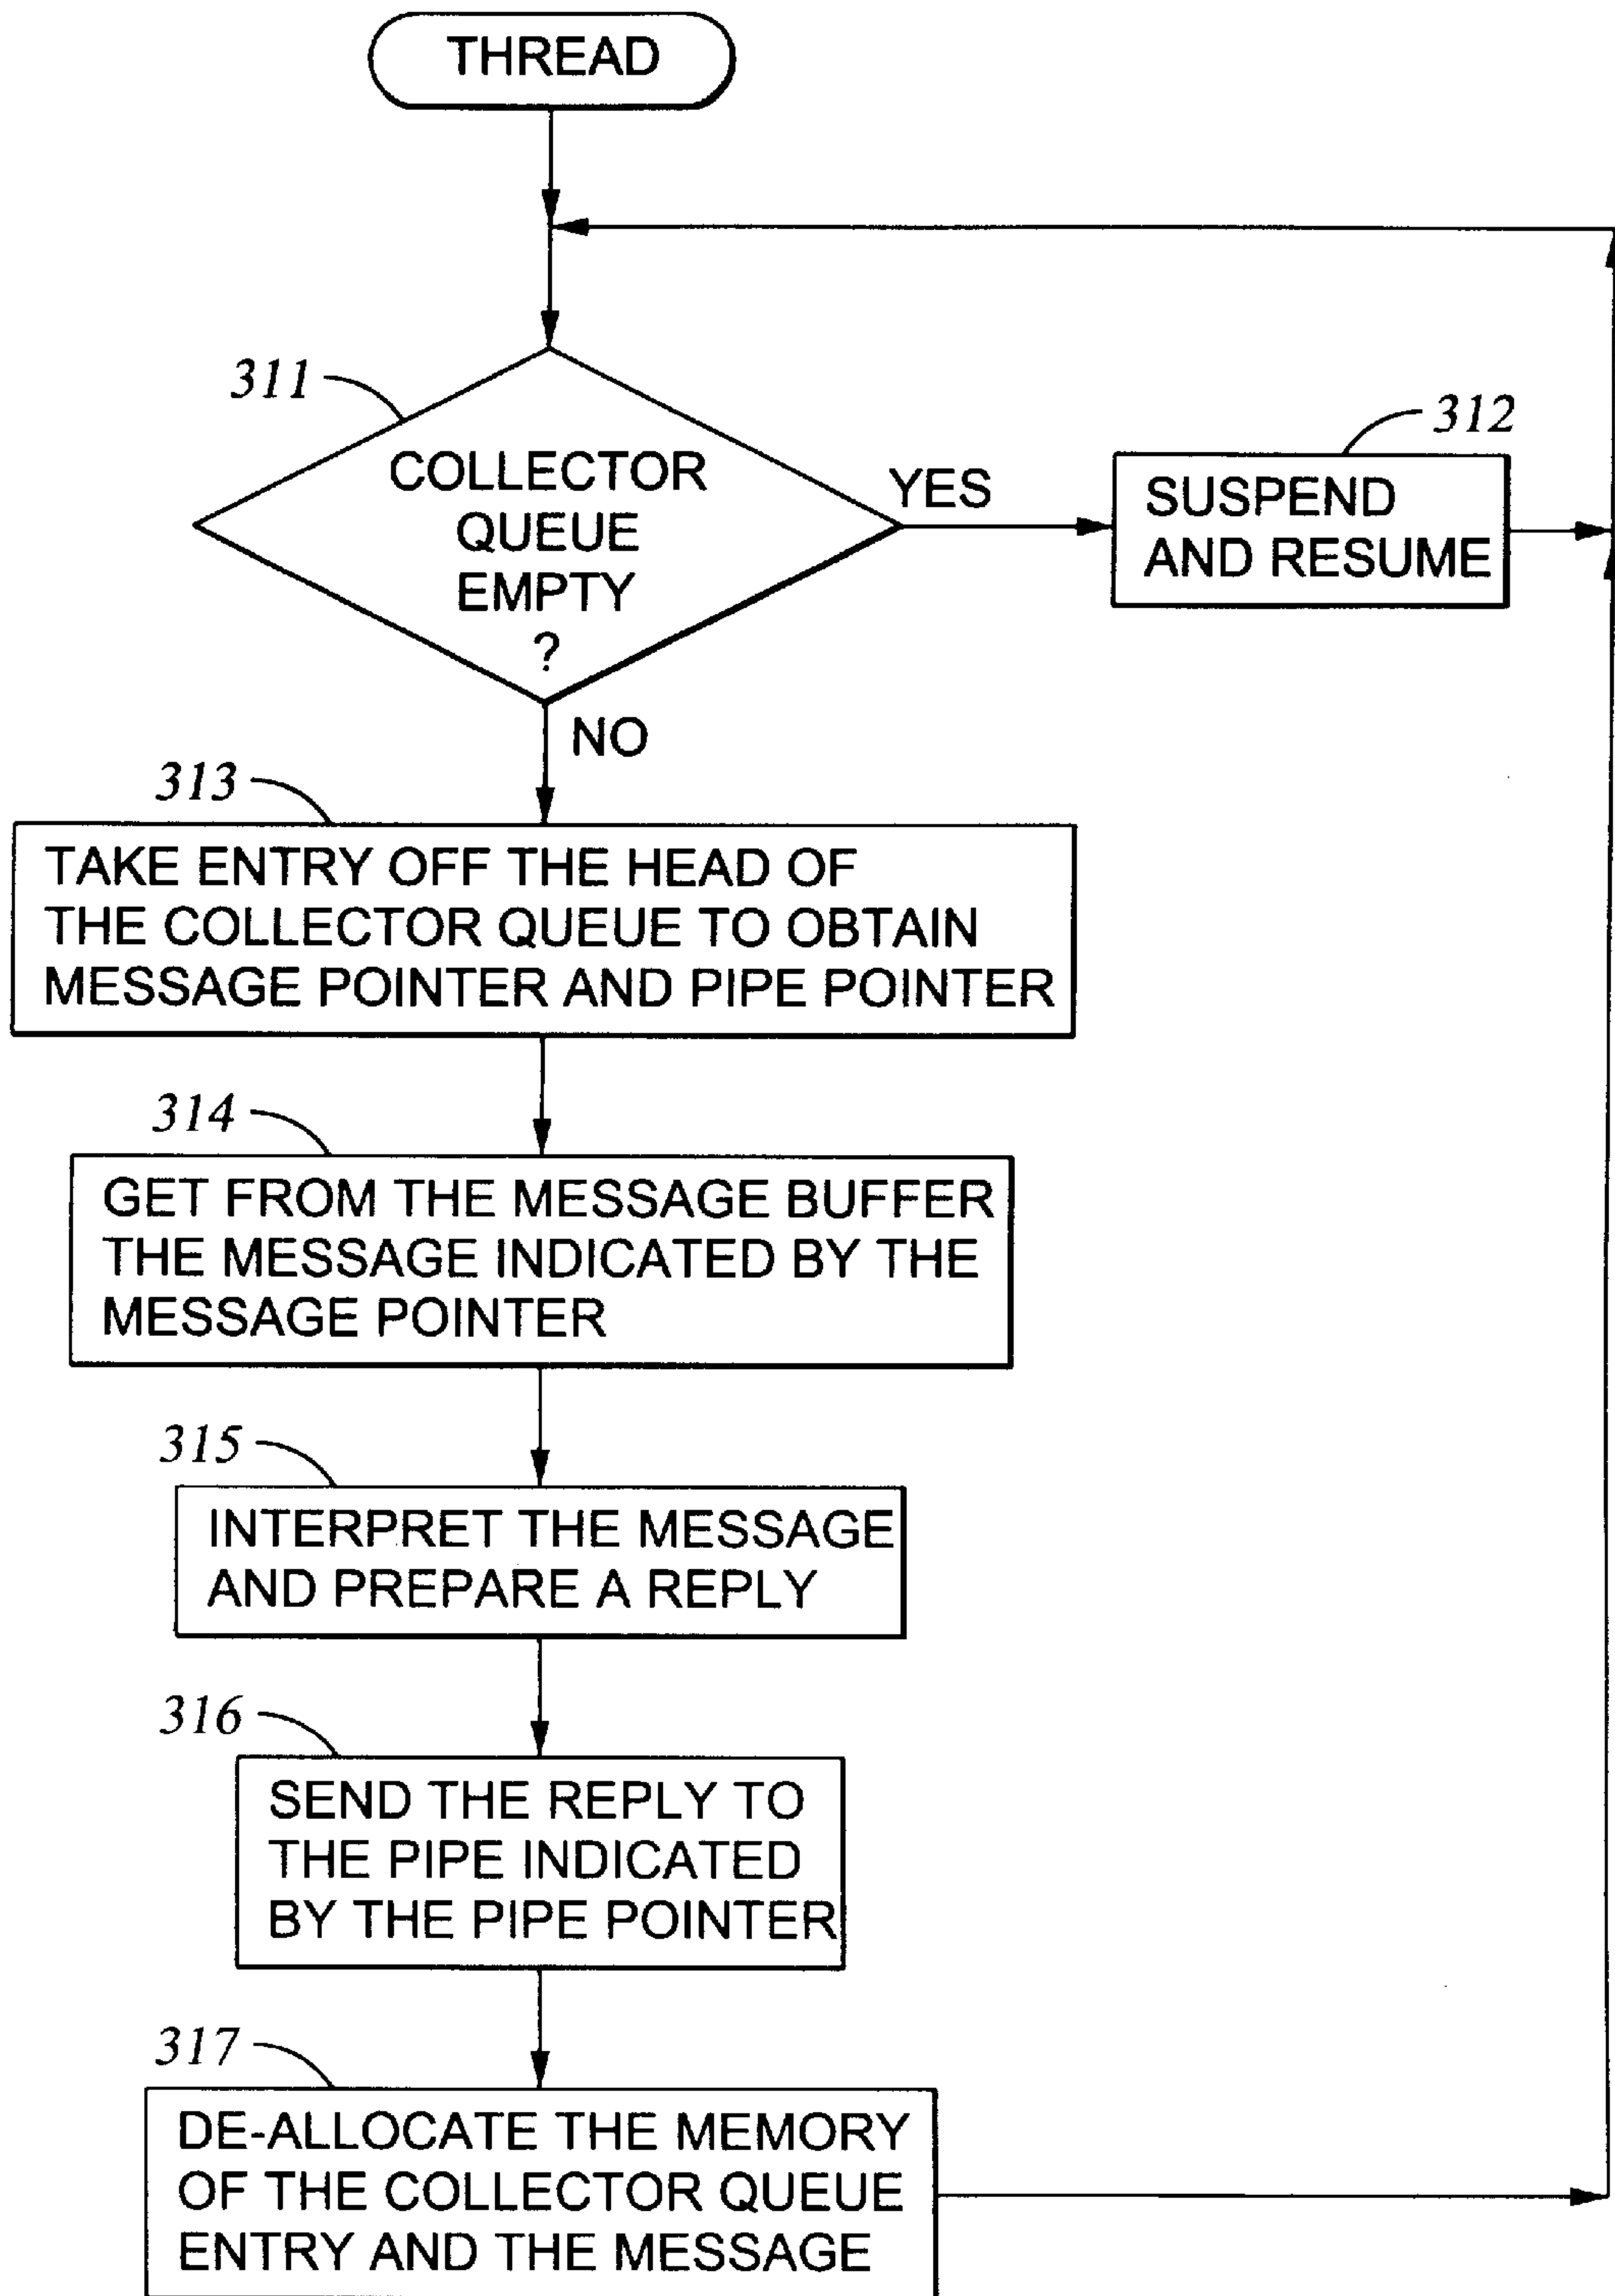 THREAD
311
COLLECTOR
QUEUE
EMPTY
?
YES
312
SUSPEND
AND RESUME
NO
313
TAKE ENTRY OFF THE HEAD OF
THE COLLECTOR QUEUE TO OBTAIN
MESSAGE POINTER AND PIPE POINTER
314
GET FROM THE MESSAGE BUFFER
THE MESSAGE INDICATED BY THE
MESSAGE POINTER
315
INTERPRET THE MESSAGE
AND PREPARE A REPLY
316
SEND THE REPLY TO
THE PIPE INDICATED
BY THE PIPE POINTER
317
DE-ALLOCATE THE MEMORY
OF THE COLLECTOR QUEUE
ENTRY AND THE MESSAGE